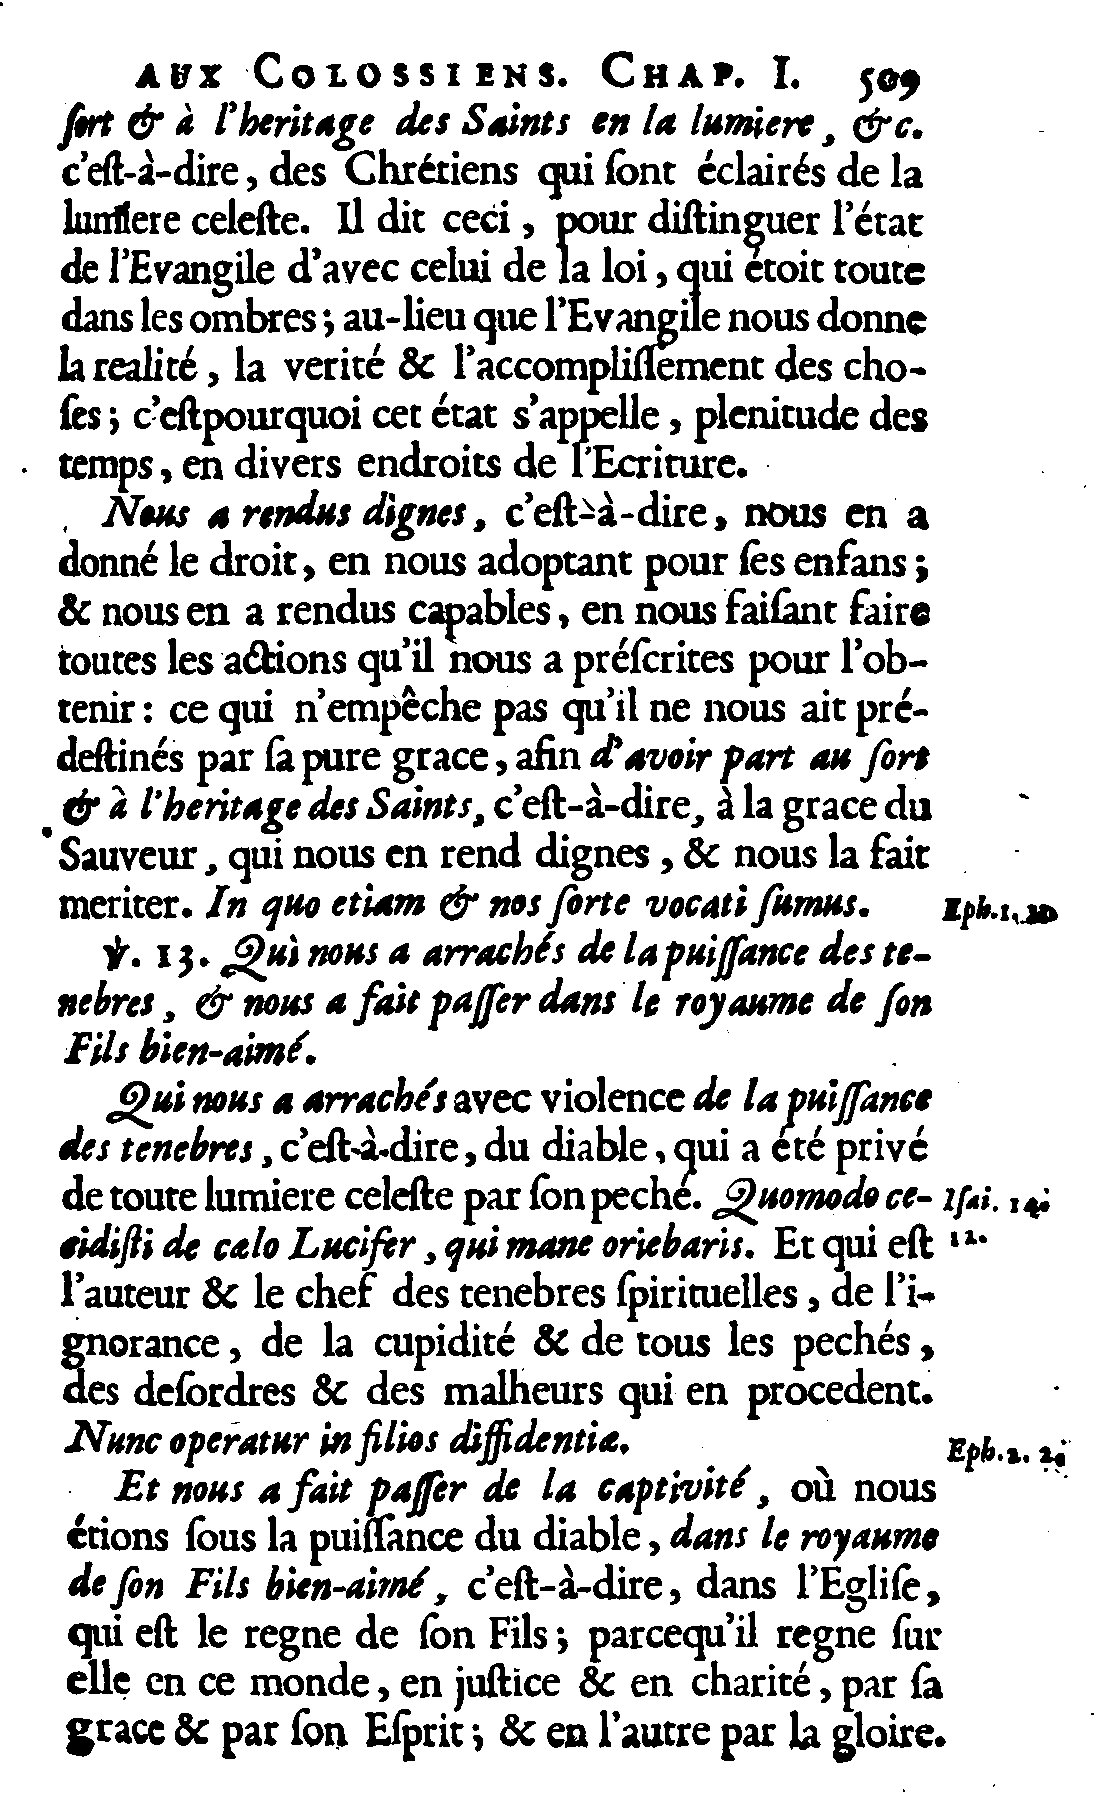 AUX COLOSSIENS. CHAP. I. 509
ſort & à l'heritage des Saints en la lumiere, &c.
c'eſt-à-dire, des Chrétiens qui ſont éclairés de la
lumiere celeſte. Il dit ceci, pour diſtinguer l'état
de l'Evangile d'avec celui de la loi, qui étoit toute
dans les ombres; au-lieu que l'Evangile nous donne
la realité, la verité & l'accompliſſement des cho-
ſes; c'eſtpourquoi cet état s'appelle, plenitude des
temps, en divers endroits de l'Ecriture.
Nous a rendus dignes, c'eſt-à-dire, nous en a
donné le droit, en nous adoptant pour ſes enfans;
& nous en a rendus capables, en nous faiſant faire
toutes les actions qu'il nous a préſcrites pour l'ob-
tenir: ce qui n'empêche pas qu'il ne nous ait pré-
deſtinés par ſa pure grace, afin d'avoir part au ſort
& à l'heritage des Saints, c'eſt-à-dire, à la grace du
Sauveur, qui nous en rend dignes, & nous la fait
meriter. In quo etiam & nos ſorte vocati ſumus. Eph. 1.
℣. 13. Qui nous a arrachés de la puiſſance des te-
nebres, & nous a fait paſſer dans le royaume de ſon
Fils bien-aimé.
Qui nous a arrachés avec violence de la puiſſance
des tenebres, c'eſt-à-dire, du diable, qui a été privé
de toute lumiere celeſte par ſon peché. Quomodo ce- Iſai. 14.
cidiſti de cælo Lucifer, qui mane oriebaris. Et qui eſt 12.
l'auteur & le chef des tenebres ſpirituelles, de l'i-
gnorance, de la cupidité & de tous les pechés,
des deſordres & des malheurs qui en procedent.
Nunc operatur in filios diffidentiæ.
Eph. 2. 2.
Et nous a fait paſſer de la captivité, où nous
étions ſous la puiſſance du diable, dans le royaume
de ſon Fils bien-aimé, c'eſt-à-dire, dans l'Egliſe,
qui eſt le regne de ſon Fils; parcequ'il regne ſur
elle en ce monde, en juſtice & en charité, par ſa
grace & par ſon Eſprit; & en l'autre par la gloire.